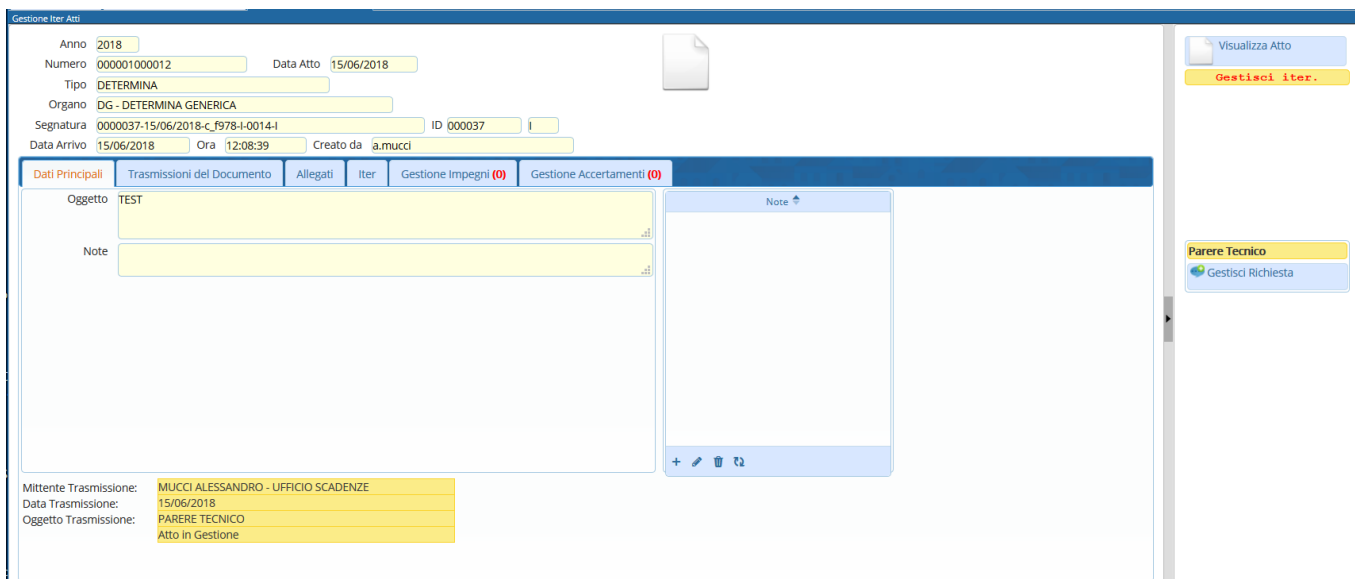 Gestione Iter Atti
Anno 2018
Numero 000001000012 Data Atto 15/06/2018
Tipo DETERMINA
Organo DG - DETERMINA GENERICA
Segnatura 0000037-15/06/2018-c_f978-I-0014-I ID 000037 I
Data Arrivo 15/06/2018 Ora 12:08:39 Creato da a.mucci
Dati Principali Trasmissioni del Documento Allegati Iter Gestione Impegni (0) Gestione Accertamenti (0)
Oggetto TEST
Note
Note
Mittente Trasmissione: MUCCI ALESSANDRO - UFFICIO SCADENZE
Data Trasmissione: 15/06/2018
Oggetto Trasmissione: PARERE TECNICO
Atto in Gestione
Visualizza Atto
Gestisci iter.
Parere Tecnico
Gestisci Richiesta